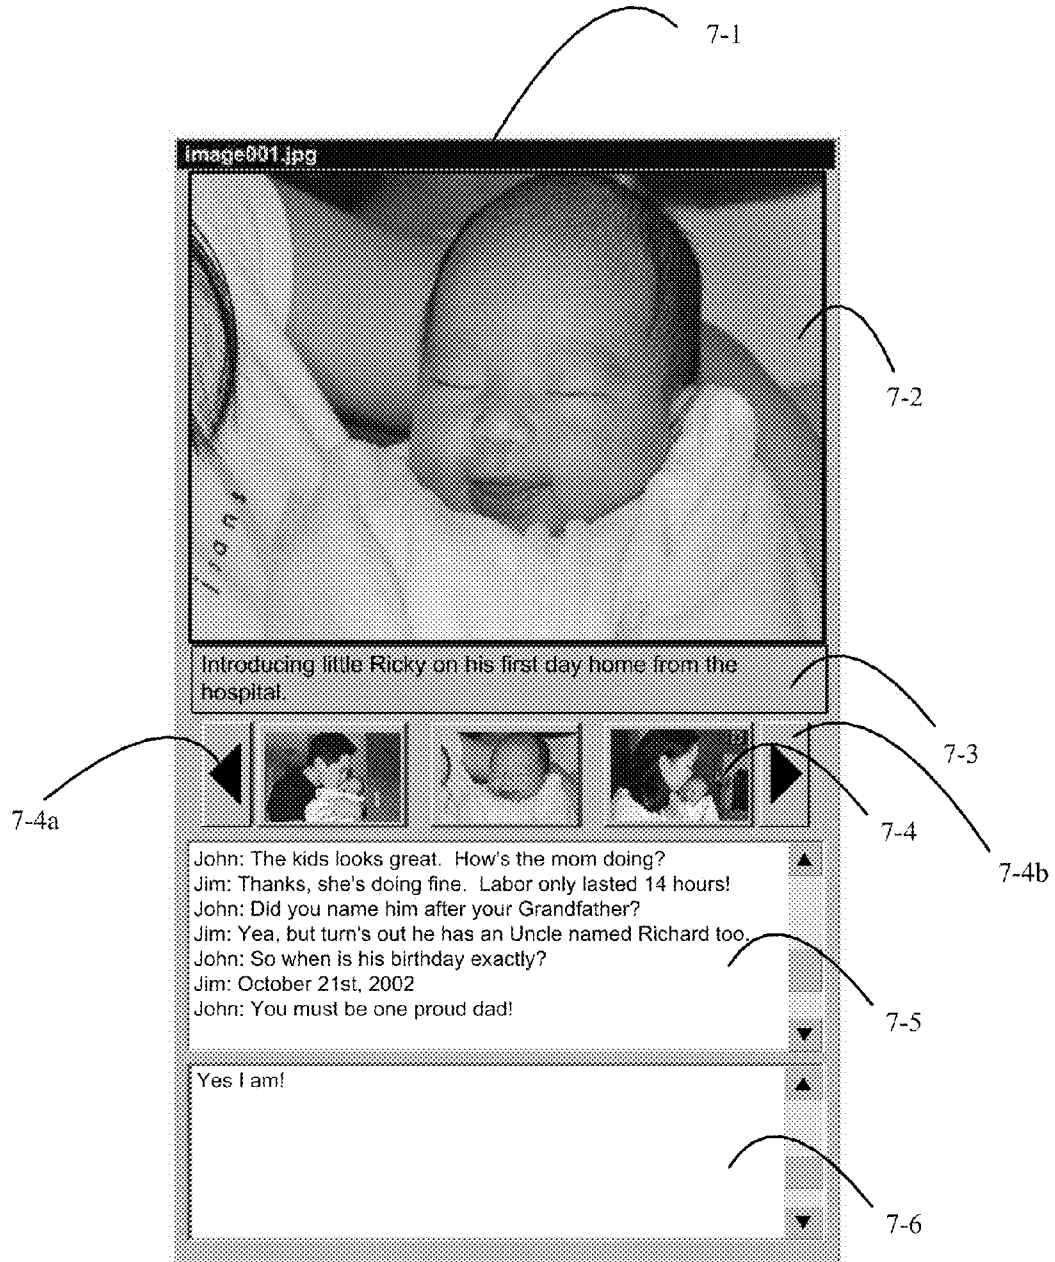 7-1
image001.jpg
7-2
Introducing little Ricky on his first day home from the
hospital.
7-3
7-4a
7-4
7-4b
John: The kids looks great.  How's the mom doing?
Jim: Thanks, she's doing fine.  Labor only lasted 14 hours!
John: Did you name him after your Grandfather?
Jim: Yea, but turn's out he has an Uncle named Richard too.
John: So when is his birthday exactly?
Jim: October 21st, 2002
John: You must be one proud dad!
7-5
Yes I am!
7-6